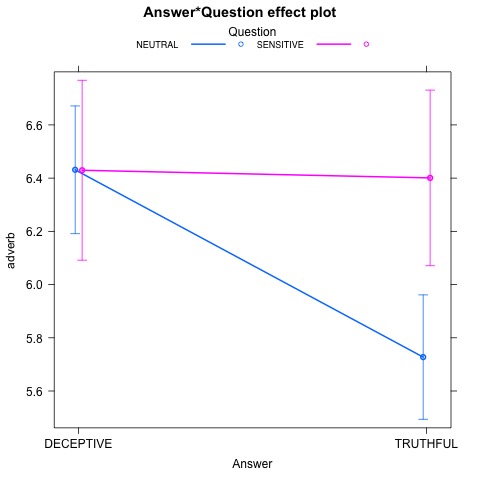 Answer*Question effect plot
Question
NEUTRAL SENSITIVE
6.6
6.4
6.2
6.0
5.8
5.6
adverb
DECEPTIVE TRUTHFUL
Answer